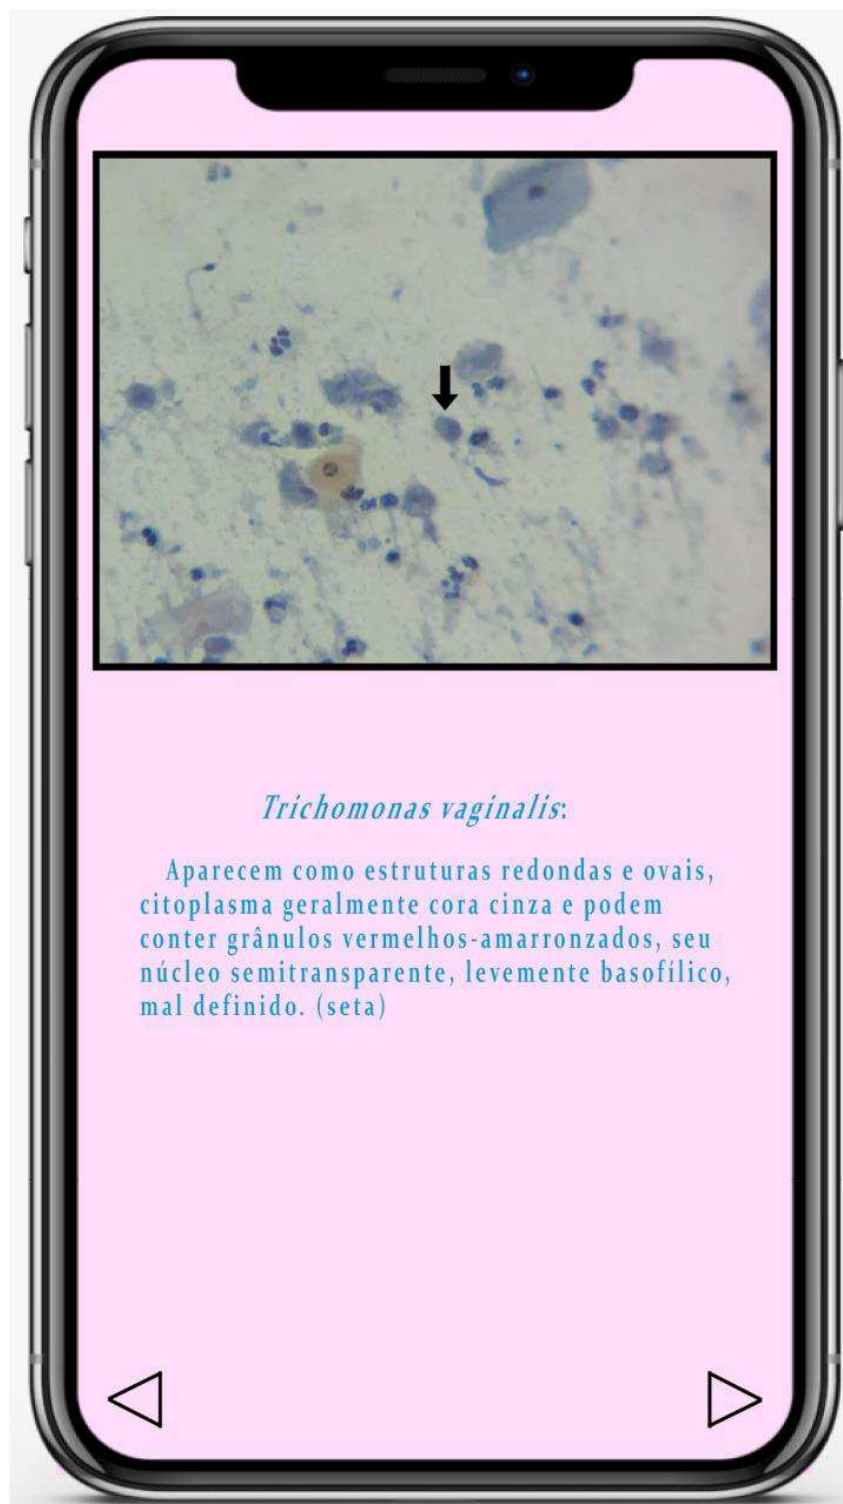 Trichomonas vaginalis:
Aparecem como estruturas redondas e ovais,
citoplasma geralmente cora cinza e podem
conter grânulos vermelhos-amarronzados, seu
núcleo semitransparente, levemente basofílico,
mal definido. (seta)